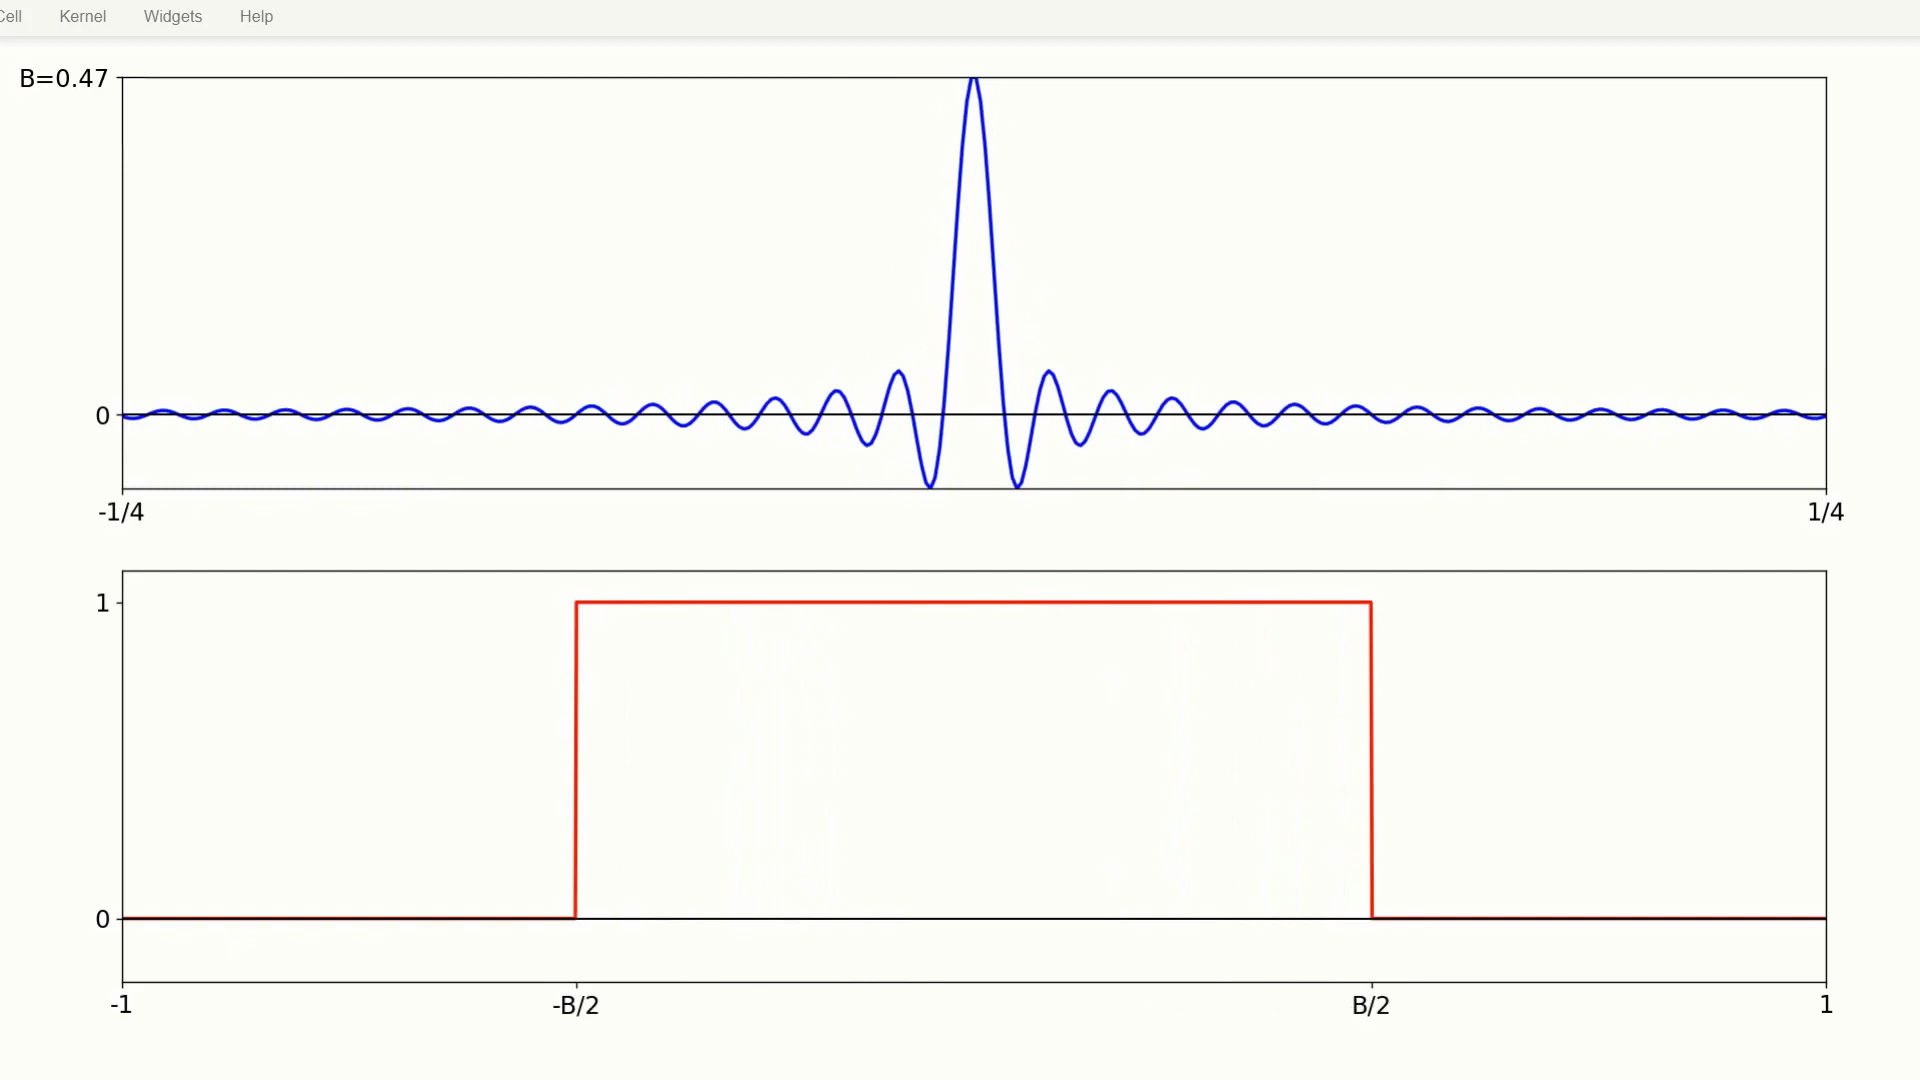 Cell Kernel Widgets Help
B=0.47
0
-1/4 1/4
1
0
-1 -B/2 B/2 1